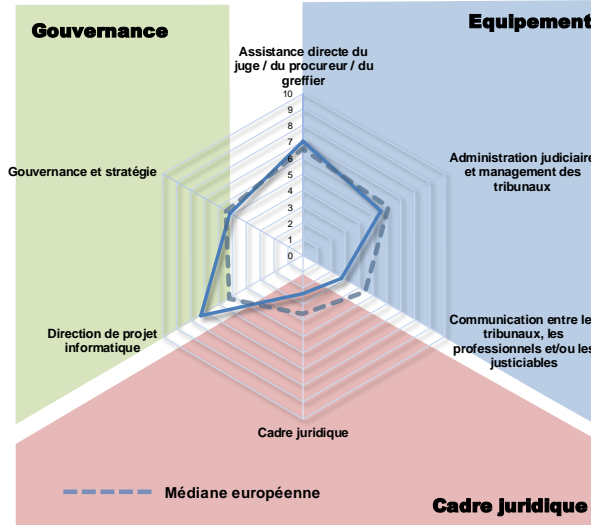 Gouvernance
Equipement
Assistance directe du
juge / du procureur / du
greffier
10
9
8
7
6
5
4
3
2
1
0
Gouvernance et stratégie
Administration judiciaire
et management des
tribunaux
Direction de projet
informatique
Communication entre le
tribunaux, les
professionnels et/ou les
justiciables
Cadre juridique
Médiane européenne
Cadre juridique